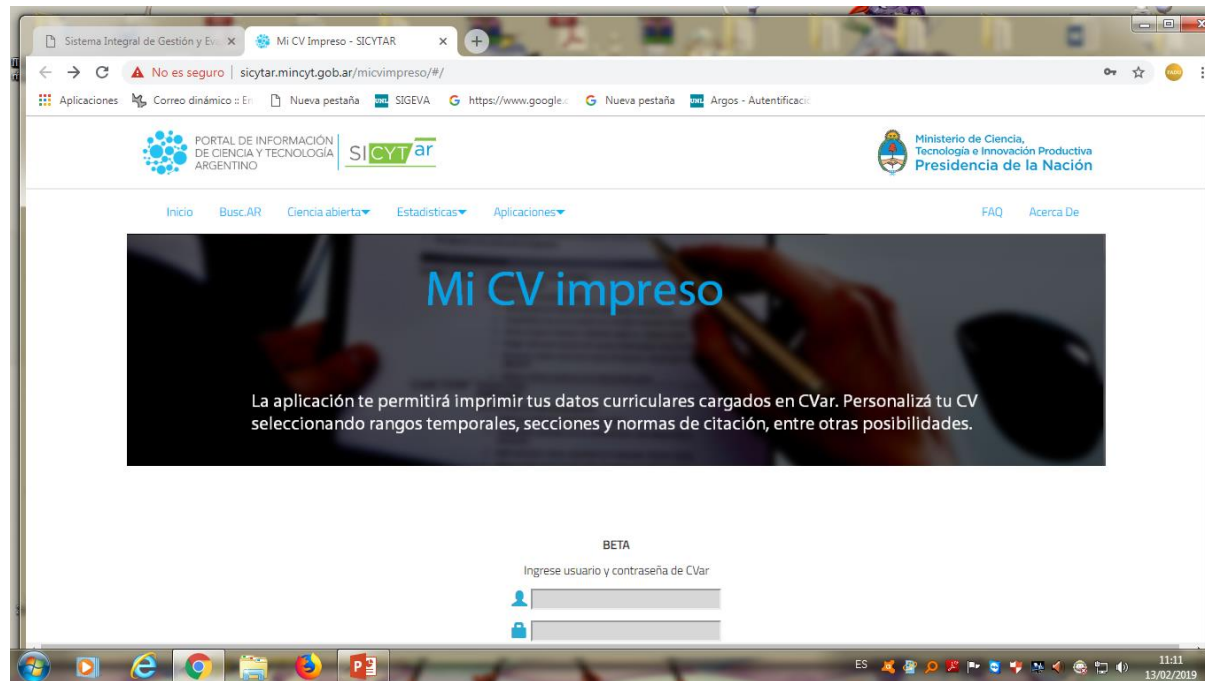 Sistema Integral de Gestión y Ev
Mi CV Impreso - SICYTAR
No es seguro | sicytar.mincyt.gob.ar/micvimpreso/#/
Aplicaciones
Correo dinámico :: En
Nueva pestaña
SIGEVA
https://www.google.c
Nueva pestaña
Argos - Autentificaci
PORTAL DE INFORMACIÓN
DE CIENCIA Y TECNOLOGÍA
ARGENTINO
SICYTar
Ministerio de Ciencia,
Tecnología e Innovación Productiva
Presidencia de la Nación
Inicio
Busc.AR
Ciencia abierta
Estadisticas
Aplicaciones
FAQ
Acerca De
Mi CV impreso
La aplicación te permitirá imprimir tus datos curriculares cargados en CVar. Personalizá tu CV
seleccionando rangos temporales, secciones y normas de citación, entre otras posibilidades.
BETA
Ingrese usuario y contraseña de CVar
ES
11:11
13/02/2019